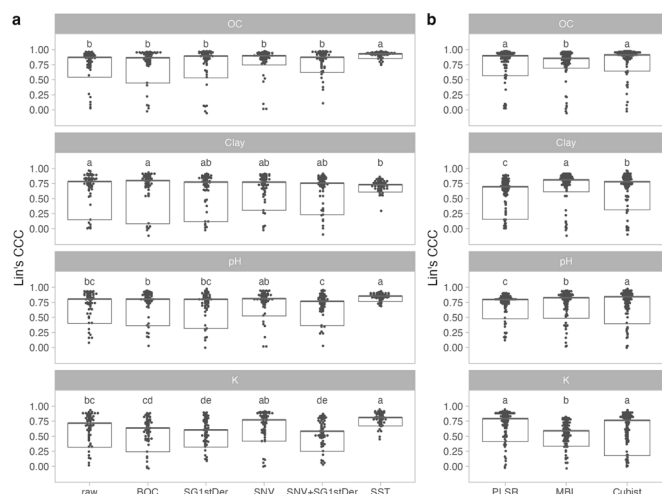 a
OC
b b b b b a
1.00
0.75
0.50
0.25
0.00
Clay
a a ab ab ab b
1.00
0.75
0.50
0.25
0.00
pH
bc b bc ab c a
1.00
0.75
0.50
0.25
0.00
K
bc cd de ab de a
1.00
0.75
0.50
0.25
0.00
Lin's CCC
raw BOC SG1stDer SNV SNV+SG1stDer SST
b
OC
a b a
1.00
0.75
0.50
0.25
0.00
Clay
c a b
1.00
0.75
0.50
0.25
0.00
pH
c b a
1.00
0.75
0.50
0.25
0.00
K
a b a
1.00
0.75
0.50
0.25
0.00
Lin's CCC
PLSR MBL Cubist